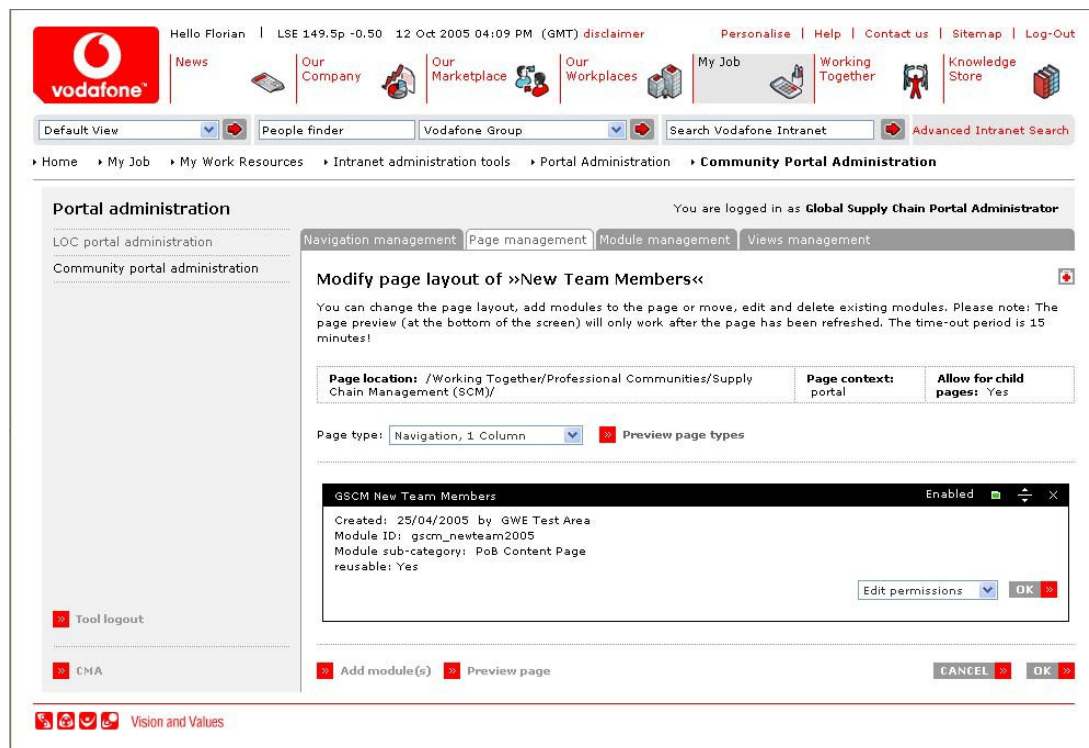 Hello Florian | LSE 149.5p -0.50 12 Oct 2005 04:09 PM (GMT) disclaimer Personalise | Help | Contact us | Sitemap | Log-Out
vodafone™
News
Our Company
Our Marketplace
Our Workplaces
My Job
Working Together
Knowledge Store
Default View People finder Vodafone Group Search Vodafone Intranet Advanced Intranet Search
Home My Job My Work Resources Intranet administration tools Portal Administration Community Portal Administration
Portal administration You are logged in as Global Supply Chain Portal Administrator
LOC portal administration
Community portal administration
Navigation management Page management Module management Views management
Modify page layout of »New Team Members«
You can change the page layout, add modules to the page or move, edit and delete existing modules. Please note: The
page preview (at the bottom of the screen) will only work after the page has been refreshed. The time-out period is 15
minutes!
Page location: /Working Together/Professional Communities/Supply
Chain Management (SCM)/
Page context:
portal
Allow for child
pages: Yes
Page type: Navigation, 1 Column » Preview page types
GSCM New Team Members Enabled
Created: 25/04/2005 by GWE Test Area
Module ID: gscm_newteam2005
Module sub-category: PoB Content Page
reusable: Yes
Edit permissions OK »
» Tool logout
» CMA
» Add module(s) » Preview page CANCEL » OK »
Vision and Values